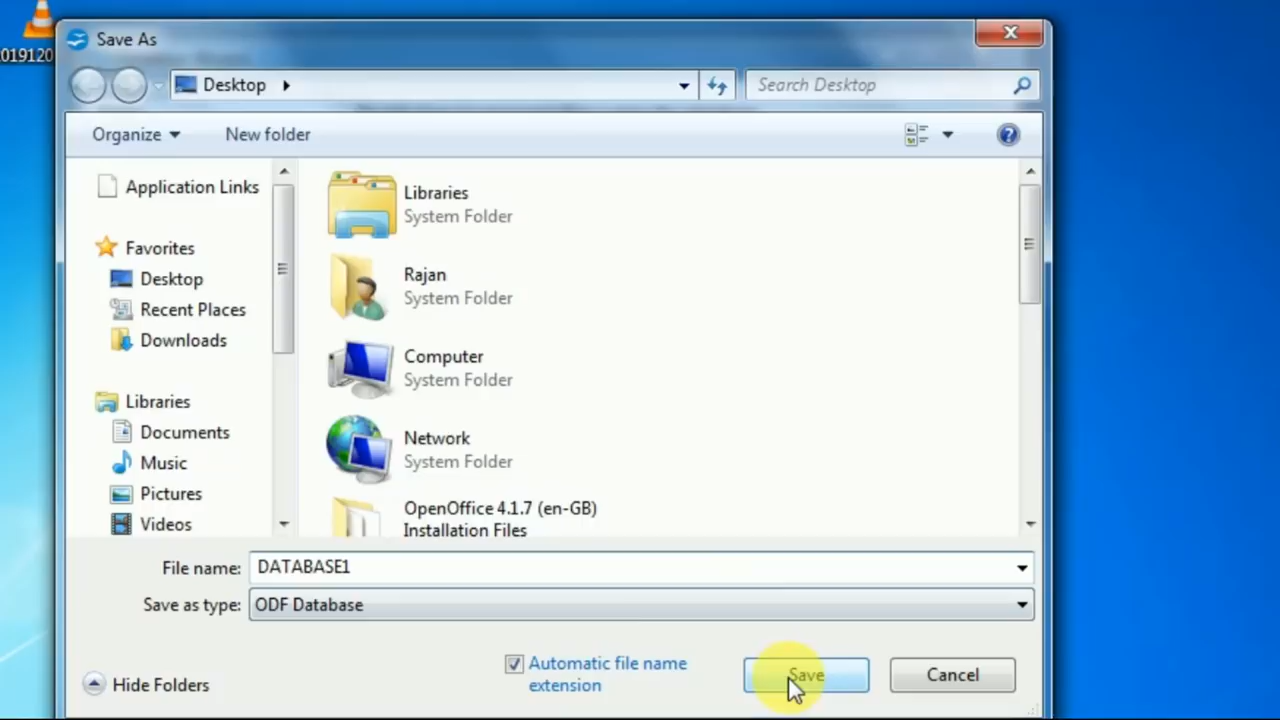 Save As
019120
Desktop
Search Desktop
Organize
New folder
Application Links
Favorites
Desktop
Recent Places
Downloads
Libraries
Documents
Music
Pictures
Videos
Libraries
System Folder
Rajan
System Folder
Computer
System Folder
Network
System Folder
OpenOffice 4.1.7 (en-GB)
Installation Files
File name: DATABASE1
Save as type: ODF Database
Automatic file name
extension
Save
Cancel
Hide Folders